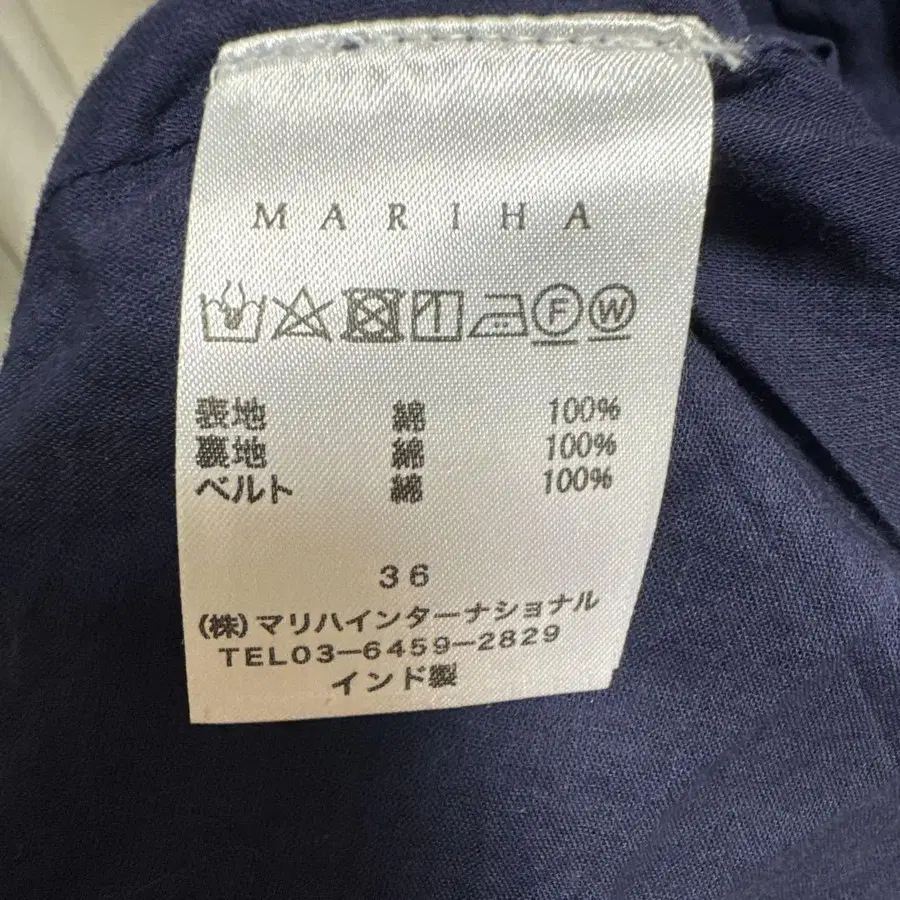 MARIHA
F W
表地 綿 100%
裏地 綿 100%
ベルト 綿 100%
36
(株)マリハインターナショナル
TEL03-6459-2829
インド製